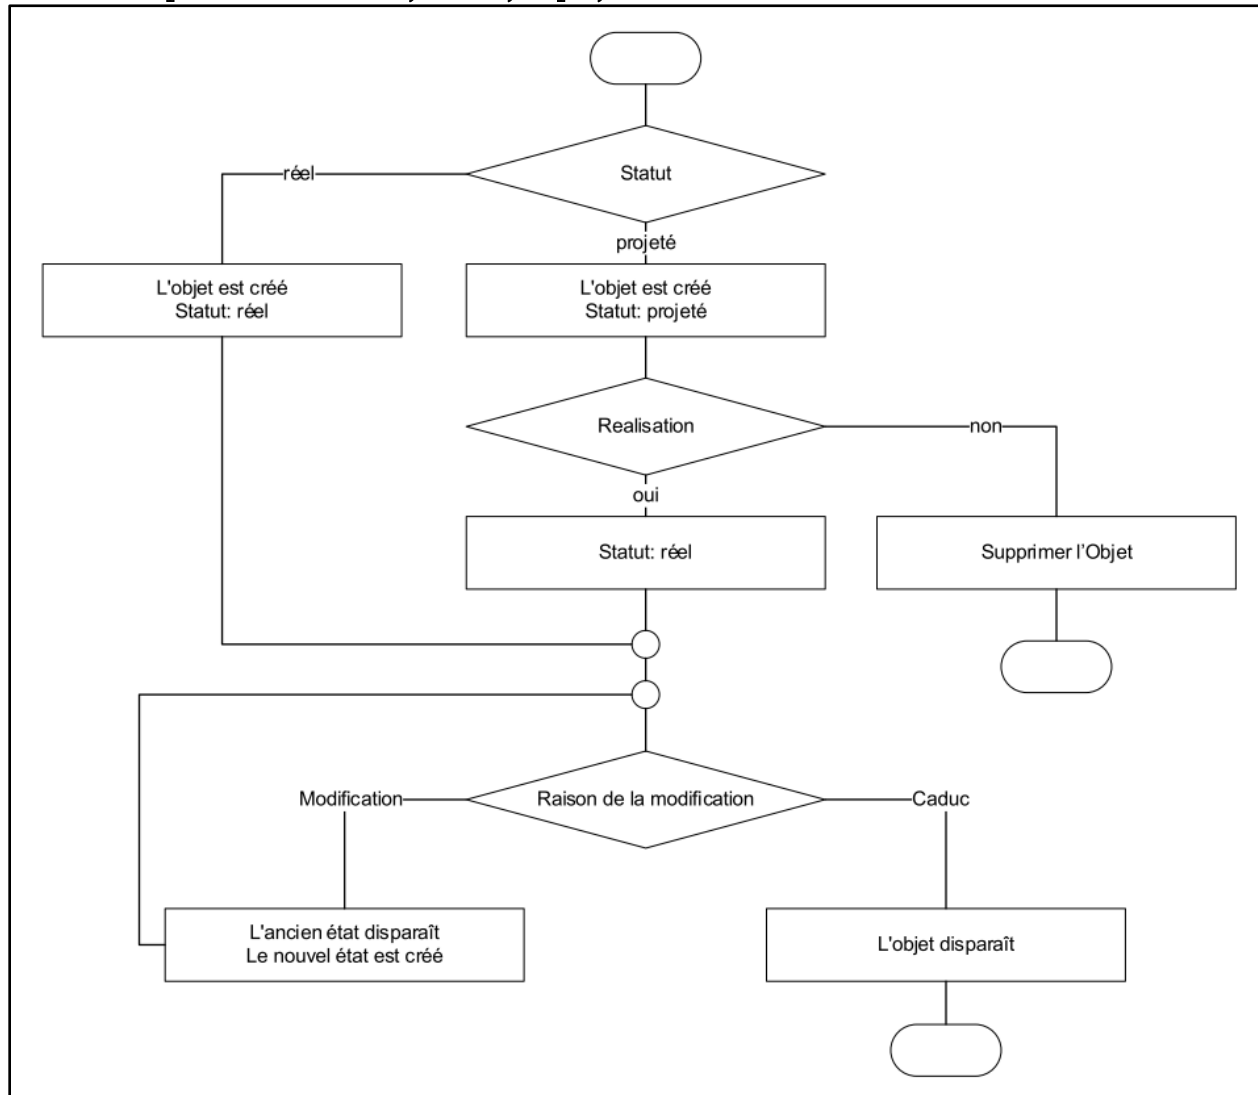 Statut
réel
projeté
L'objet est créé
Statut: réel
L'objet est créé
Statut: projeté
Realisation
non
oui
Statut: réel
Supprimer l'Objet
Raison de la modification
Modification
Caduc
L'ancien état disparaît
Le nouvel état est créé
L'objet disparaît